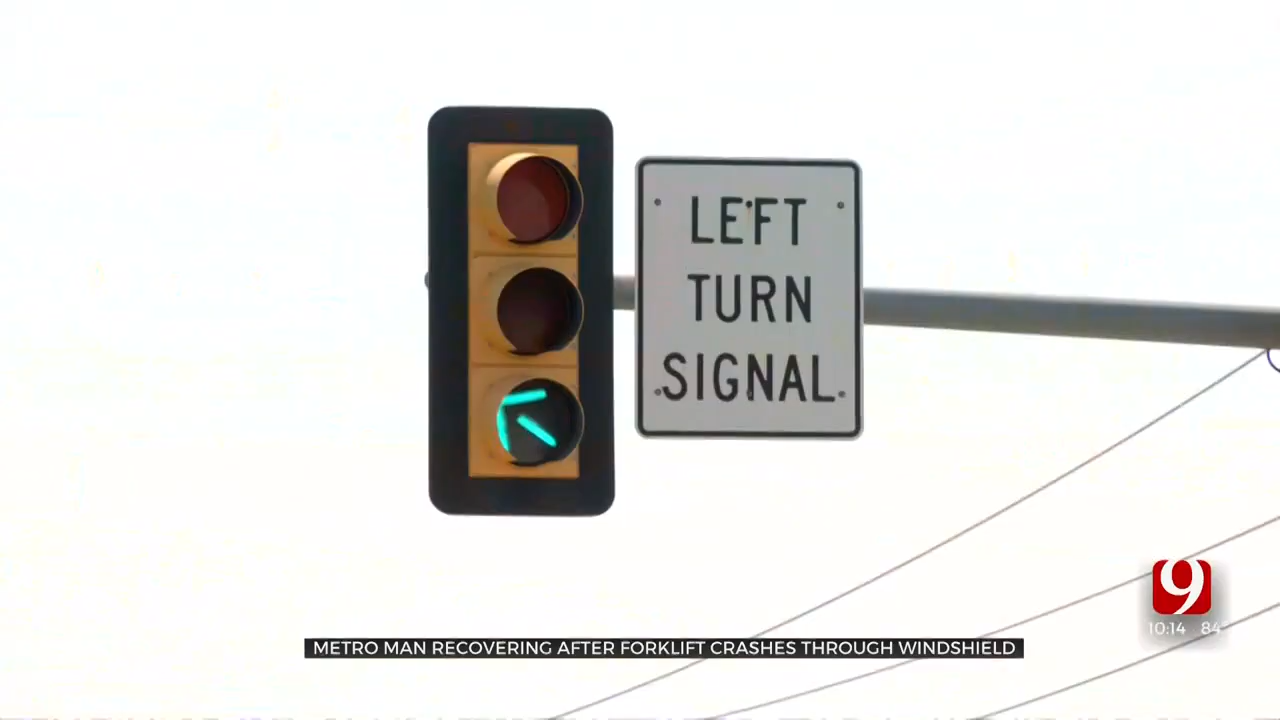 LEFT
TURN
SIGNAL
9
10:14 84
METRO MAN RECOVERING AFTER FORKLIFT CRASHES THROUGH WINDSHIELD